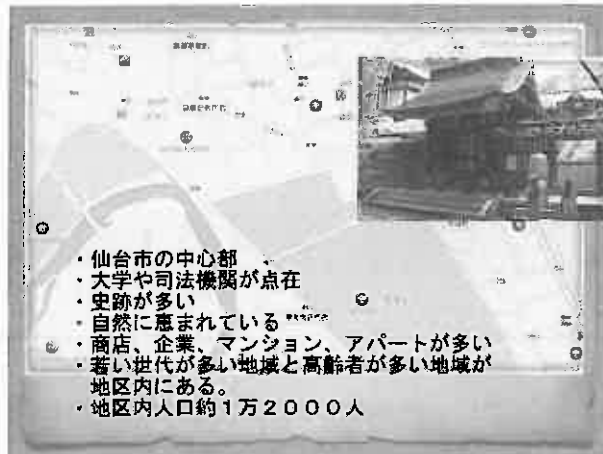 ・仙台市の中心部
・大学や司法機関が点在
・史跡が多い
・自然に恵まれている
・商店、企業、マンション、アパートが多い
・若い世代が多い地域と高齢者が多い地域が
地区内にある。
・地区内人口約1万2000人